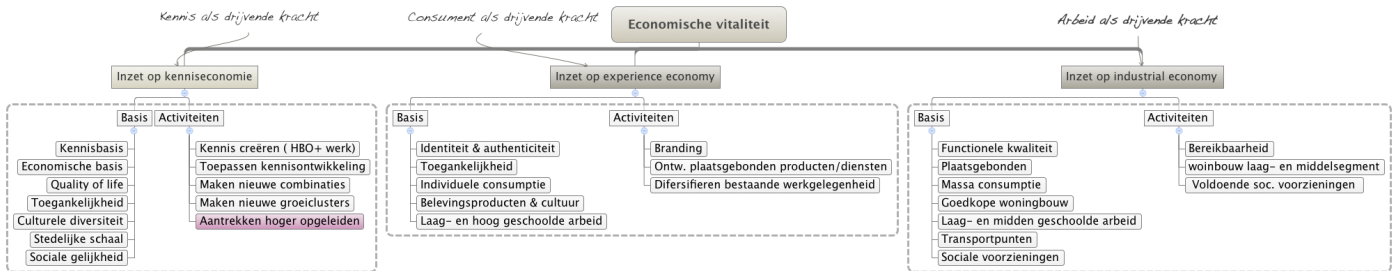 Kennis als drijvende kracht
Consument als drijvende kracht
Economische vitaliteit
Arbeid als drijvende kracht
Inzet op kenniseconomie
Inzet op experience economy
Inzet op industrial economy
Basis
Activiteiten
Kennisbasis
Economische basis
Quality of life
Toegankelijkheid
Culturele diversiteit
Stedelijke schaal
Sociale gelijkheid
Kennis creëren ( HBO+ werk)
Toepassen kennisontwikkeling
Maken nieuwe combinaties
Maken nieuwe groeiclusters
Aantrekken hoger opgeleiden
Basis
Activiteiten
Identiteit & authenticiteit
Toegankelijkheid
Individuele consumptie
Belevingsproducten & cultuur
Laag- en hoog geschoolde arbeid
Branding
Ontw. plaatsgebonden producten/diensten
Difersifieren bestaande werkgelegenheid
Basis
Activiteiten
Functionele kwaliteit
Plaatsgebonden
Massa consumptie
Goedkope woningbouw
Laag- en midden geschoolde arbeid
Transportpunten
Sociale voorzieningen
Bereikbaarheid
woinbouw laag- en middelsegment
Voldoende soc. voorzieningen